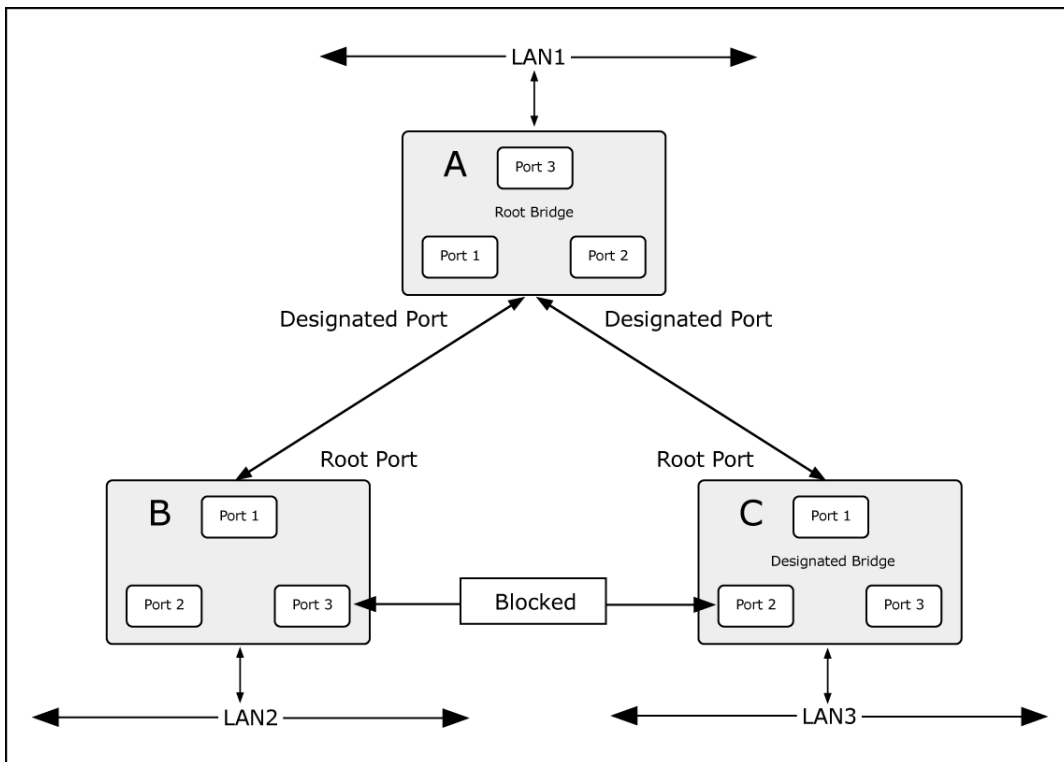 LAN1
A
Port 3
Root Bridge
Port 1
Port 2
Designated Port
Designated Port
Root Port
Root Port
B
Port 1
C
Port 1
Designated Bridge
Port 2
Port 3
Blocked
Port 2
Port 3
LAN2
LAN3